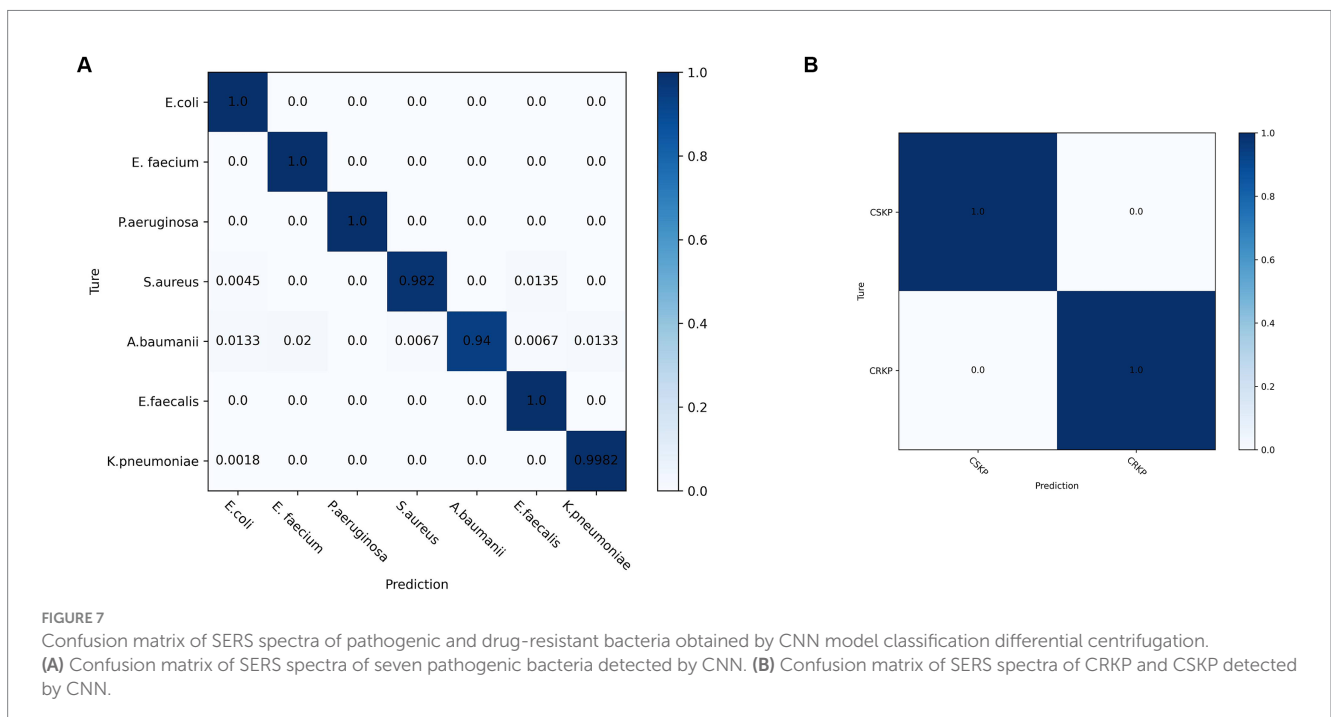 A
E.coli 1.0 0.0 0.0 0.0 0.0 0.0 0.0
E. faecium 0.0 1.0 0.0 0.0 0.0 0.0 0.0
P.aeruginosa 0.0 0.0 1.0 0.0 0.0 0.0 0.0
S.aureus 0.0045 0.0 0.0 0.982 0.0 0.0135 0.0
A.baumanii 0.0133 0.02 0.0 0.0067 0.94 0.0067 0.0133
E.faecalis 0.0 0.0 0.0 0.0 0.0 1.0 0.0
K.pneumoniae 0.0018 0.0 0.0 0.0 0.0 0.0 0.9982
Ture
E.coli E. faecium P.aeruginosa S.aureus A.baumanii E.faecalis K.pneumoniae
Prediction
1.0
0.8
0.6
0.4
0.2
0.0
B
CSKP 1.0 0.0
CRKP 0.0 1.0
Ture
CSKP CRKP
Prediction
1.0
0.8
0.6
0.4
0.2
0.0
FIGURE 7
Confusion matrix of SERS spectra of pathogenic and drug-resistant bacteria obtained by CNN model classification differential centrifugation.
(A) Confusion matrix of SERS spectra of seven pathogenic bacteria detected by CNN. (B) Confusion matrix of SERS spectra of CRKP and CSKP detected
by CNN.